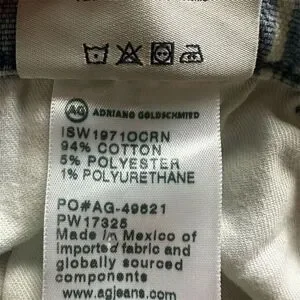 AG ADRIANO GOLDSCHMIED
ISW1971OCRN
94% COTTON
5% POLYESTER
1% POLYURETHANE
PO#AG-49621
PW17325
Made in Mexico of
imported fabric and
globally sourced
components
www.agjeans.com